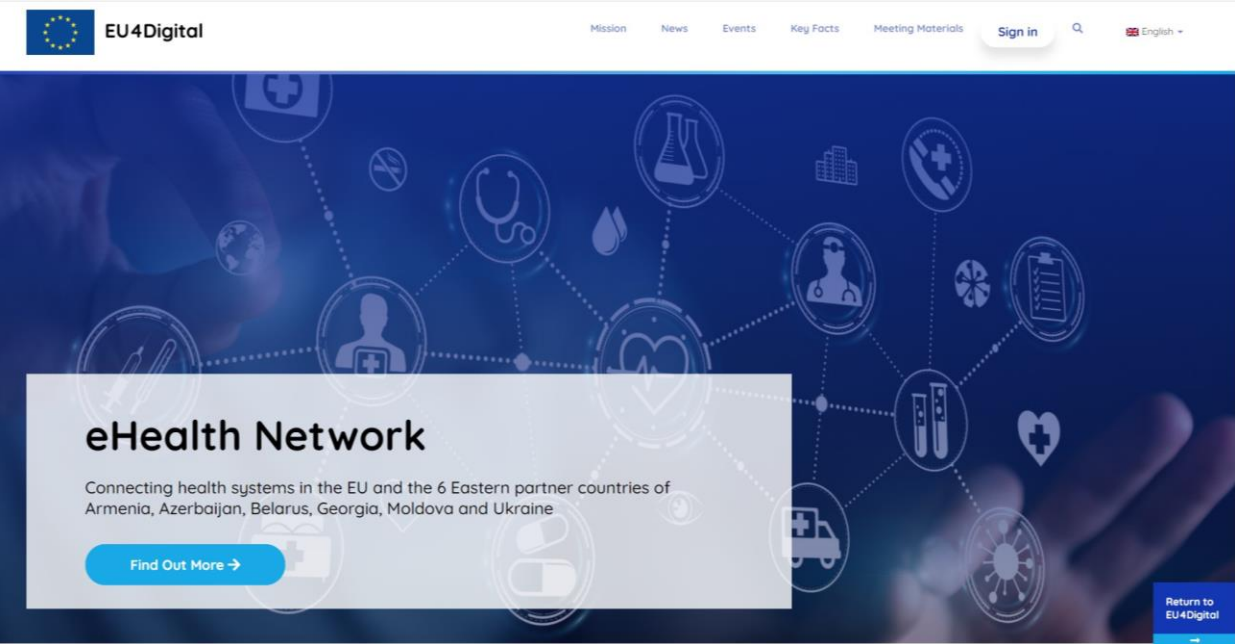 EU4Digital
Mission News Events Key Facts Meeting Materials Sign in English
eHealth Network
Connecting health systems in the EU and the 6 Eastern partner countries of
Armenia, Azerbaijan, Belarus, Georgia, Moldova and Ukraine
Find Out More →
Return to
EU4Digital
→